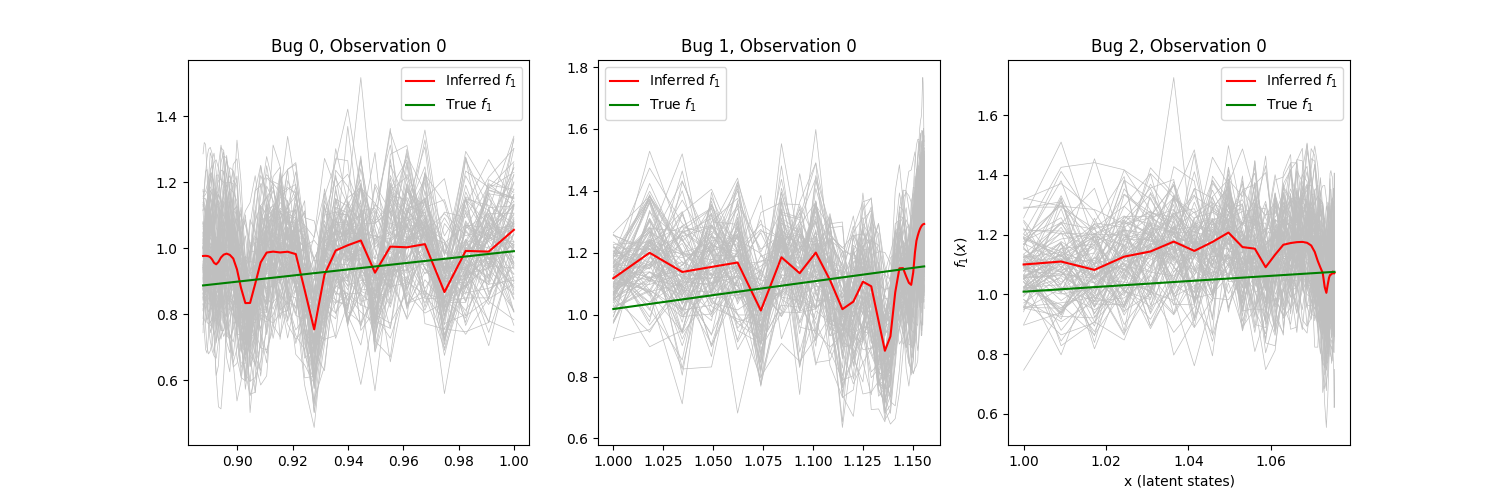 Bug 0, Observation 0
Inferred f₁
True f₁
1.4
1.2
1.0
0.8
0.6
0.90 0.92 0.94 0.96 0.98 1.00
Bug 1, Observation 0
Inferred f₁
True f₁
1.8
1.6
1.4
1.2
1.0
0.8
0.6
1.000 1.025 1.050 1.075 1.100 1.125 1.150
Bug 2, Observation 0
Inferred f₁
True f₁
f₁(x)
1.6
1.4
1.2
1.0
0.8
0.6
1.00 1.02 1.04 1.06
x (latent states)